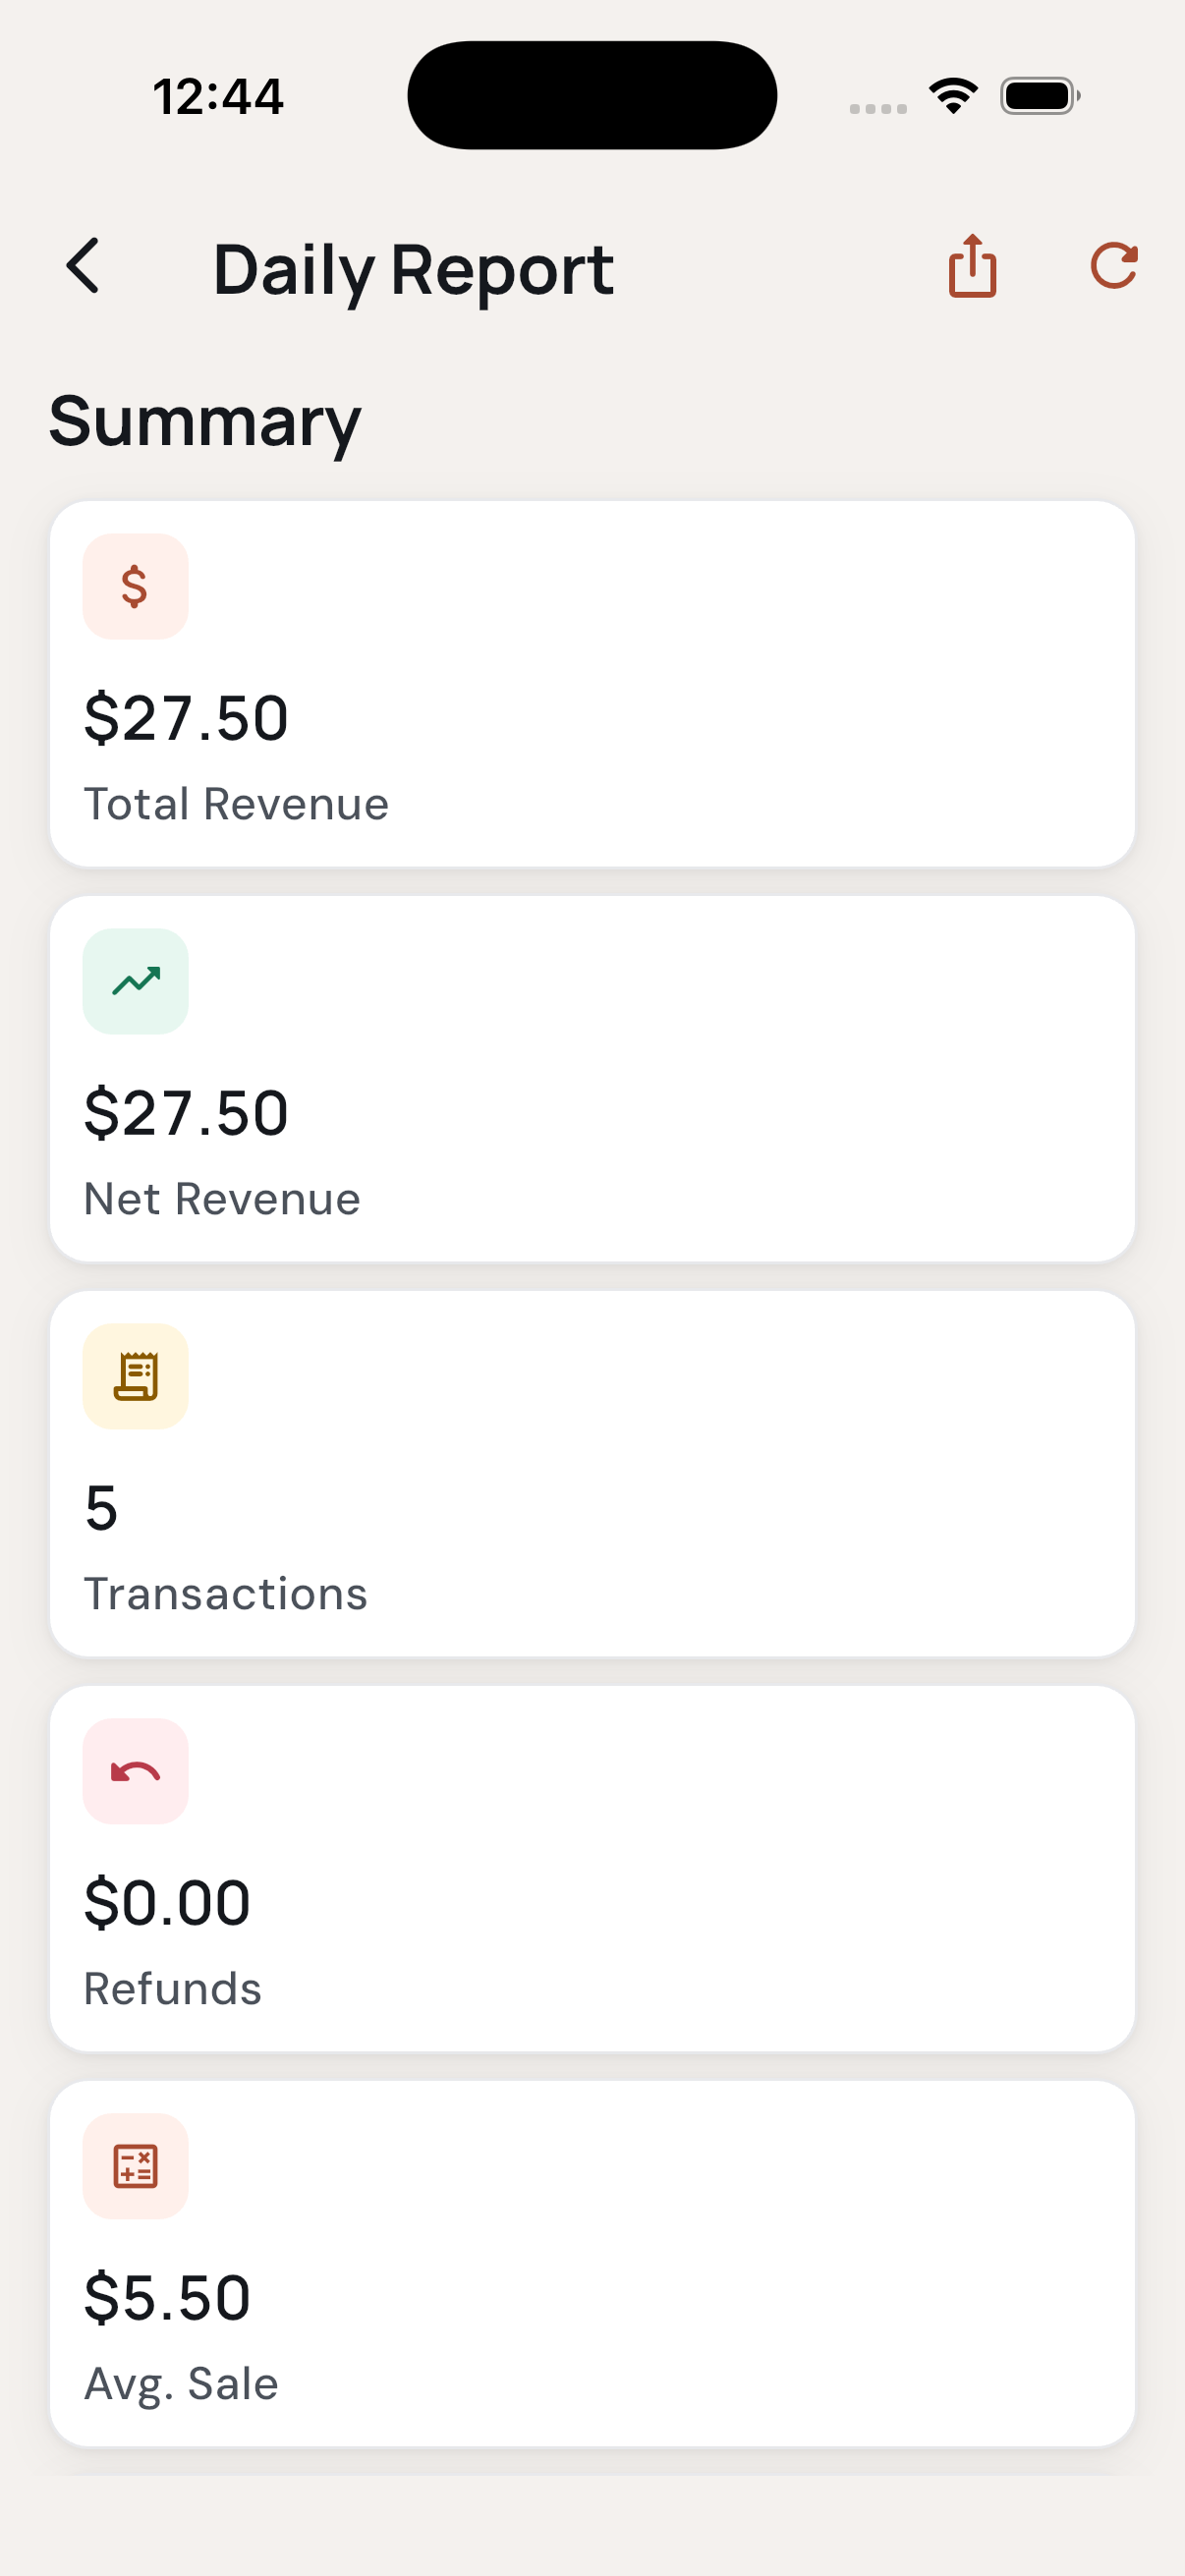 12:44
Daily Report
Summary
$27.50
Total Revenue
$27.50
Net Revenue
5
Transactions
$0.00
Refunds
$5.50
Avg. Sale